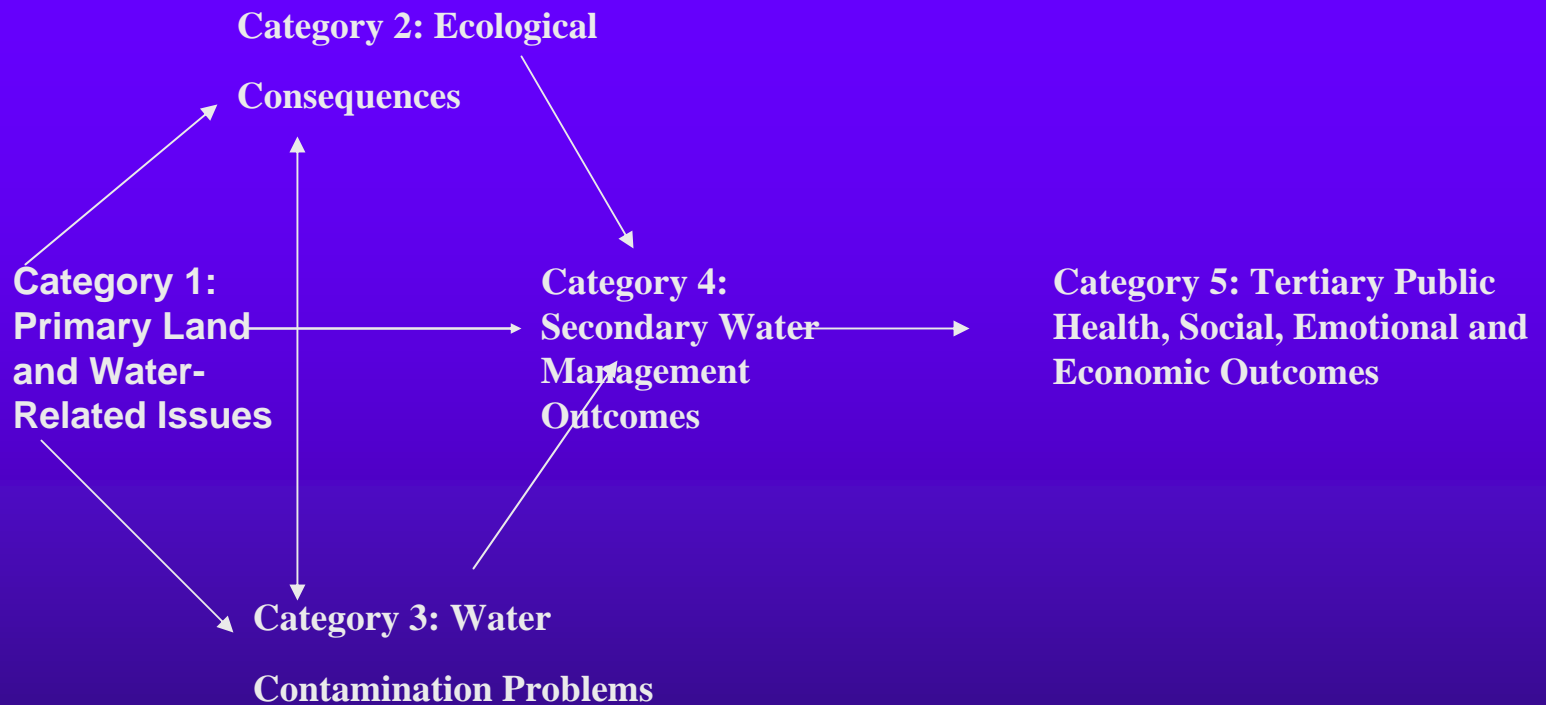 Category 2: Ecological
Consequences
Category 1:
Primary Land
and Water-
Related Issues
Category 4:
Secondary Water
Management
Outcomes
Category 5: Tertiary Public
Health, Social, Emotional and
Economic Outcomes
Category 3: Water
Contamination Problems